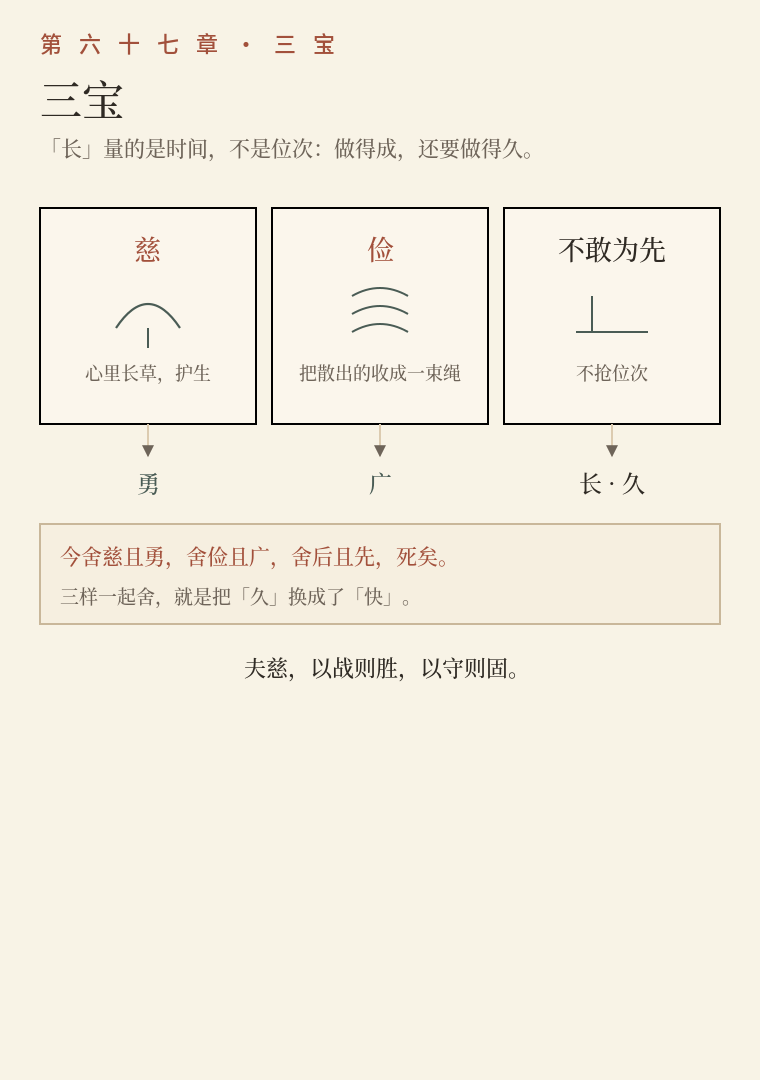 第六十七章·三宝
三宝
「长」量的是时间，不是位次：做得成，还要做得久。
慈
俭
不敢为先
心里长草，护生
把散出的收成一束绳
不抢位次
勇
广
长·久
今舍慈且勇，舍俭且广，舍后且先，死矣。
三样一起舍，就是把「久」换成了「快」。
夫慈，以战则胜，以守则固。